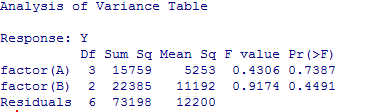 Analysis of Variance Table
Response: Y
Df Sum Sq Mean Sq F value Pr(>F)
factor(A) 3 15759 5253 0.4306 0.7387
factor(B) 2 22385 11192 0.9174 0.4491
Residuals 6 73198 12200